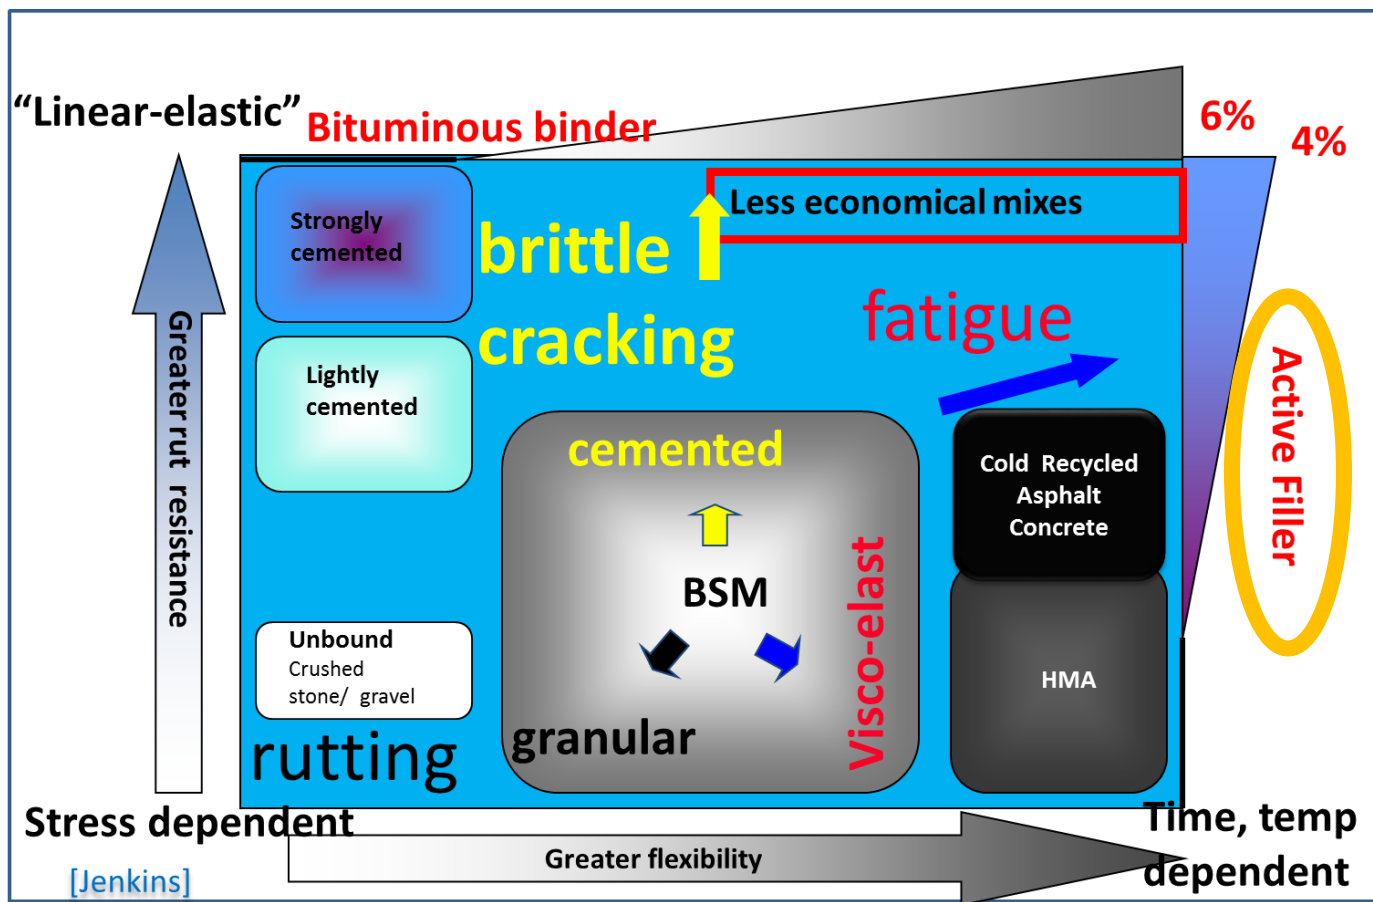 “Linear-elastic”
Bituminous binder
6%
4%
Strongly
cemented
brittle
cracking
Less economical mixes
fatigue
Greater rut resistance
Lightly
cemented
Active Filler
cemented
Cold Recycled
Asphalt
Concrete
BSM
Visco-elast
Unbound
Crushed
stone/ gravel
HMA
granular
rutting
Stress dependent
Time, temp
dependent
Greater flexibility
[Jenkins]